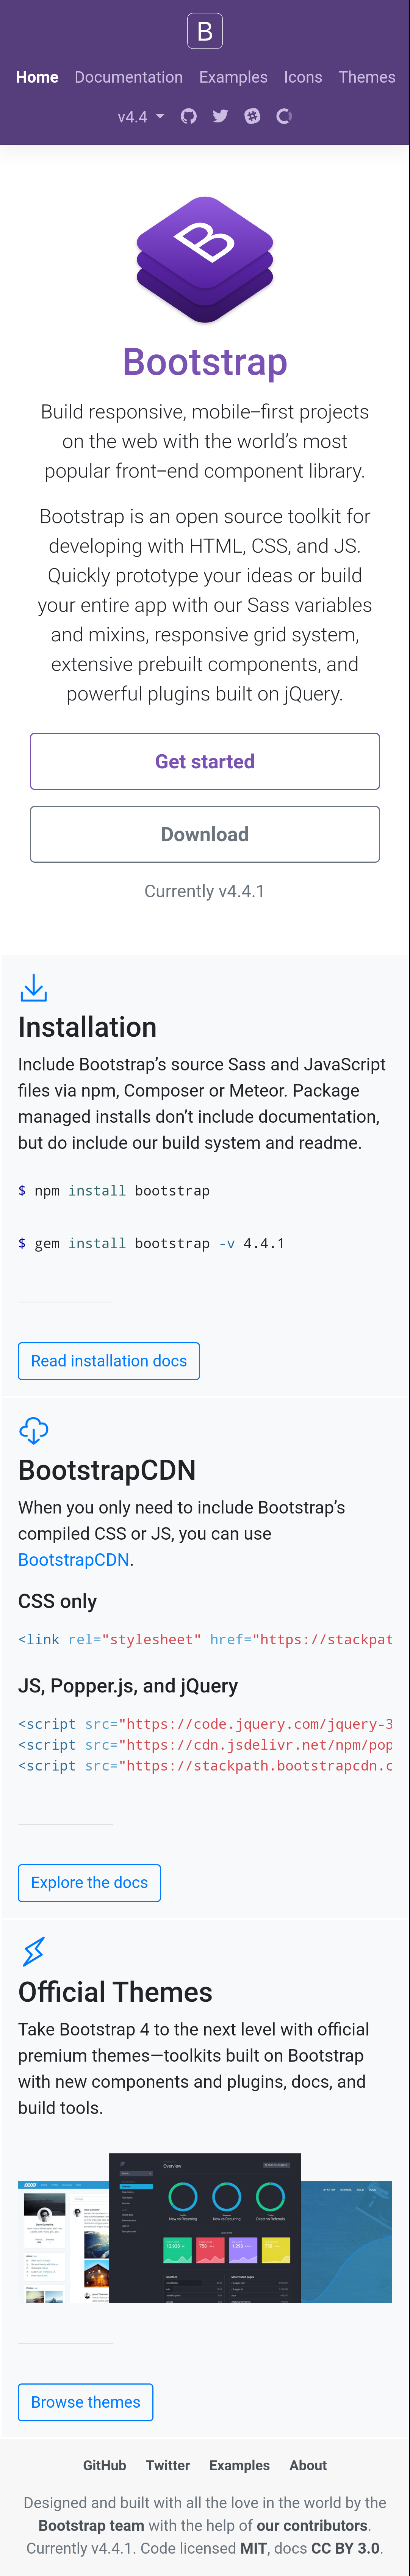 B
Home Documentation Examples Icons Themes
v4.4
B
Bootstrap
Build responsive, mobile-first projects
on the web with the world’s most
popular front-end component library.
Bootstrap is an open source toolkit for
developing with HTML, CSS, and JS.
Quickly prototype your ideas or build
your entire app with our Sass variables
and mixins, responsive grid system,
extensive prebuilt components, and
powerful plugins built on jQuery.
Get started
Download
Currently v4.4.1
Installation
Include Bootstrap’s source Sass and JavaScript
files via npm, Composer or Meteor. Package
managed installs don’t include documentation,
but do include our build system and readme.
$ npm install bootstrap
$ gem install bootstrap -v 4.4.1
Read installation docs
BootstrapCDN
When you only need to include Bootstrap’s
compiled CSS or JS, you can use
BootstrapCDN.
CSS only
<link rel="stylesheet" href="https://stackpat
JS, Popper.js, and jQuery
<script src="https://code.jquery.com/jquery-3
<script src="https://cdn.jsdelivr.net/npm/pop
<script src="https://stackpath.bootstrapcdn.c
Explore the docs
Official Themes
Take Bootstrap 4 to the next level with official
premium themes—toolkits built on Bootstrap
with new components and plugins, docs, and
build tools.
Overview
Browse themes
GitHub Twitter Examples About
Designed and built with all the love in the world by the
Bootstrap team with the help of our contributors.
Currently v4.4.1. Code licensed MIT, docs CC BY 3.0.